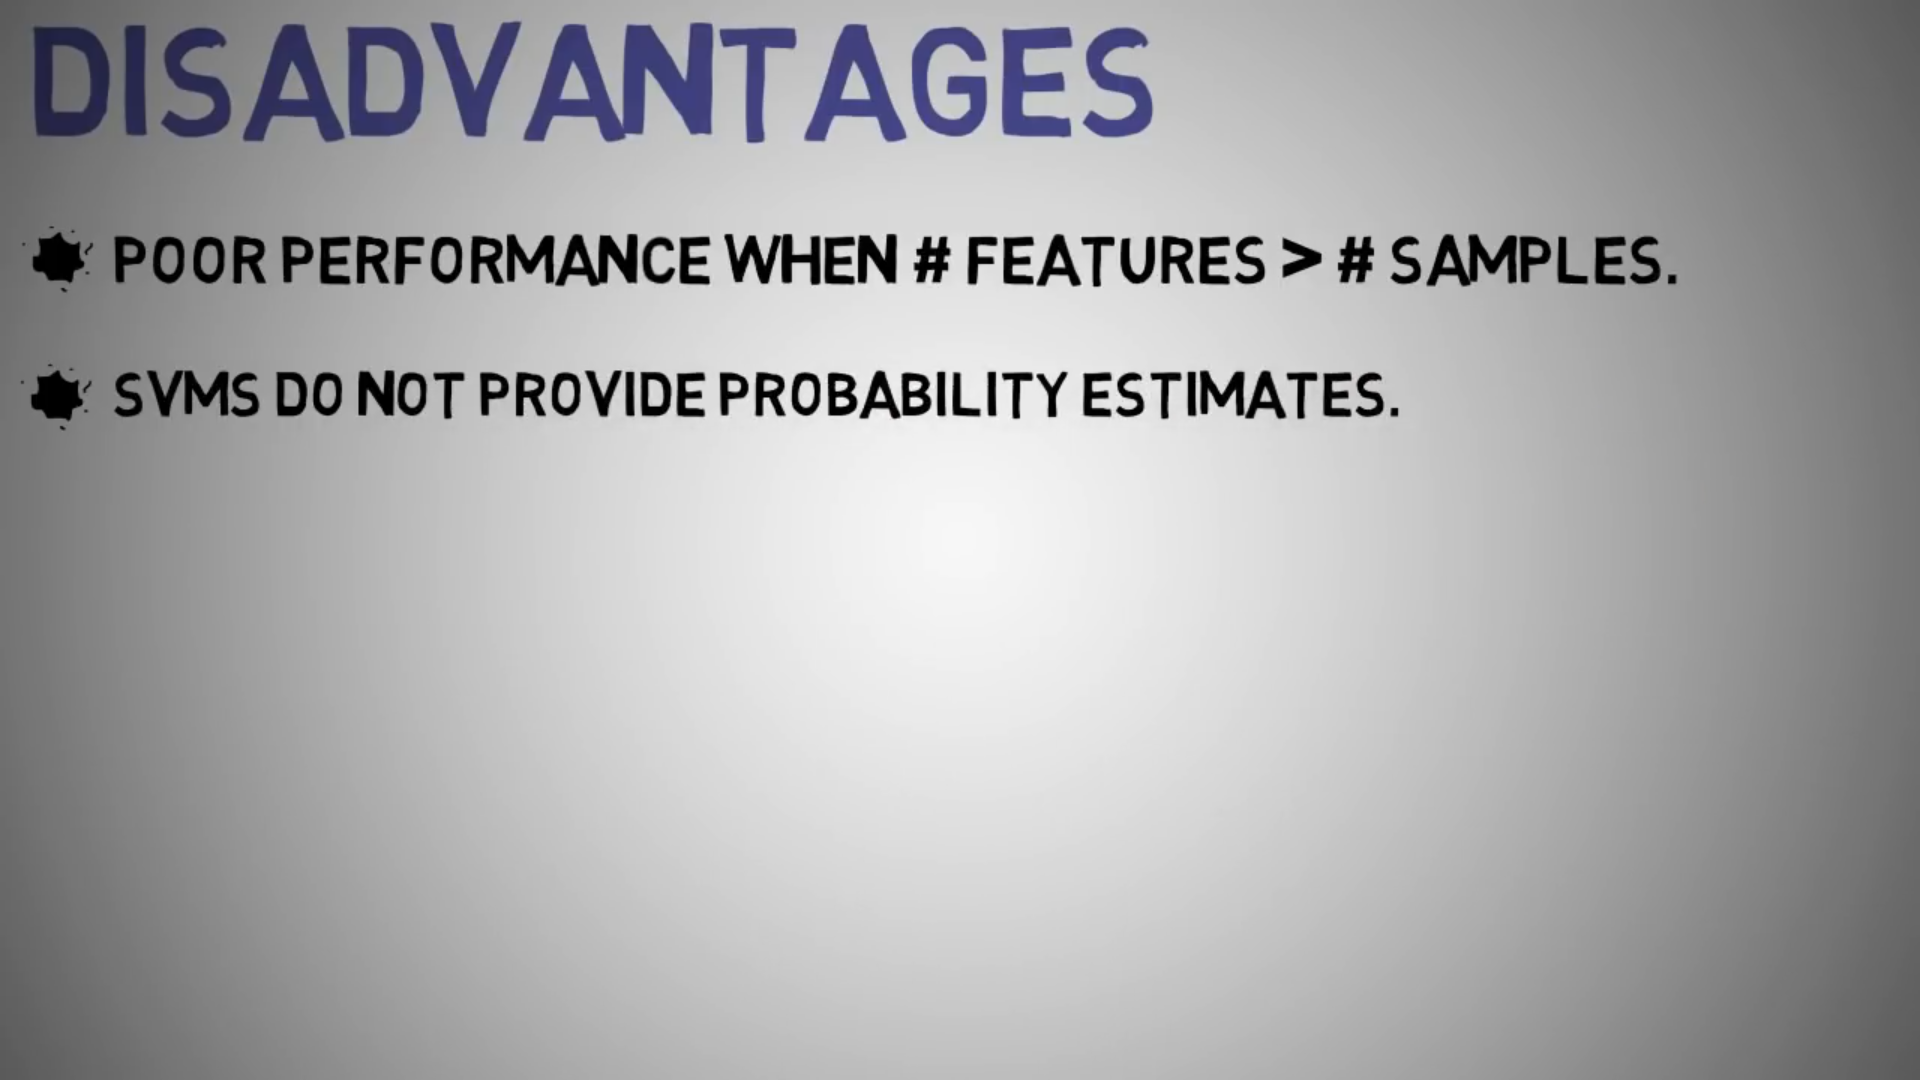 DISADVANTAGES
POOR PERFORMANCE WHEN # FEATURES > # SAMPLES.
SVMS DO NOT PROVIDE PROBABILITY ESTIMATES.